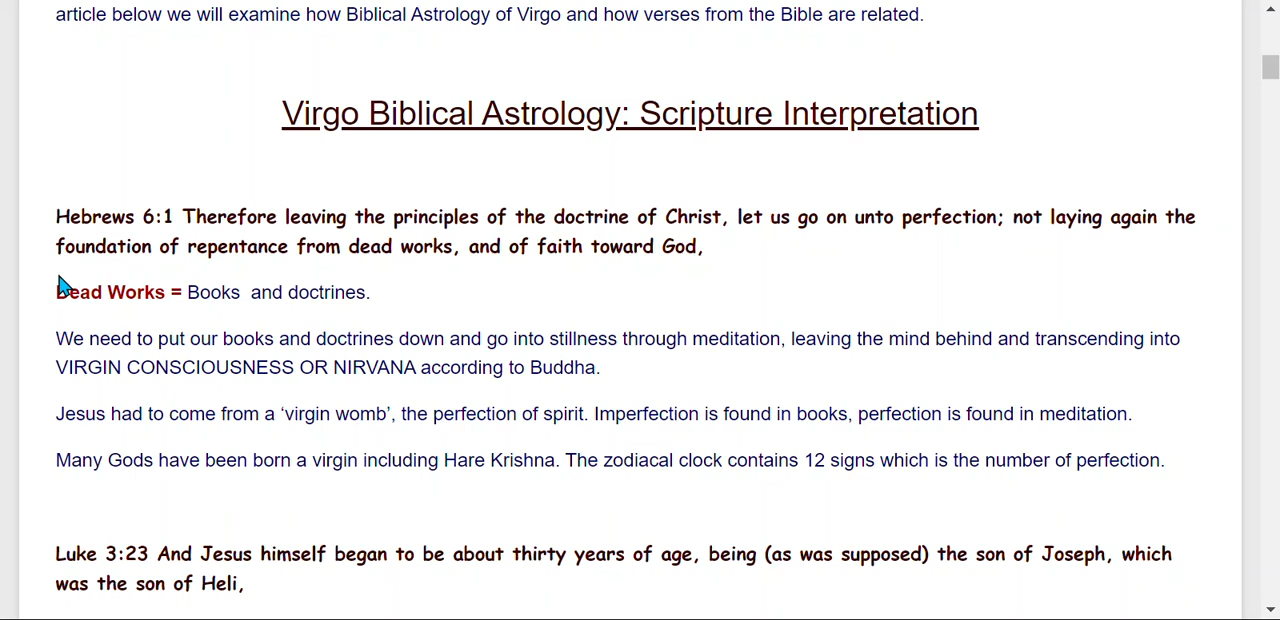 article below we will examine how Biblical Astrology of Virgo and how verses from the Bible are related.
Virgo Biblical Astrology: Scripture Interpretation
Hebrews 6:1 Therefore leaving the principles of the doctrine of Christ, let us go on unto perfection; not laying again the
foundation of repentance from dead works, and of faith toward God,
Dead Works = Books and doctrines.
We need to put our books and doctrines down and go into stillness through meditation, leaving the mind behind and transcending into
VIRGIN CONSCIOUSNESS OR NIRVANA according to Buddha.
Jesus had to come from a ‘virgin womb’, the perfection of spirit. Imperfection is found in books, perfection is found in meditation.
Many Gods have been born a virgin including Hare Krishna. The zodiacal clock contains 12 signs which is the number of perfection.
Luke 3:23 And Jesus himself began to be about thirty years of age, being (as was supposed) the son of Joseph, which
was the son of Heli,